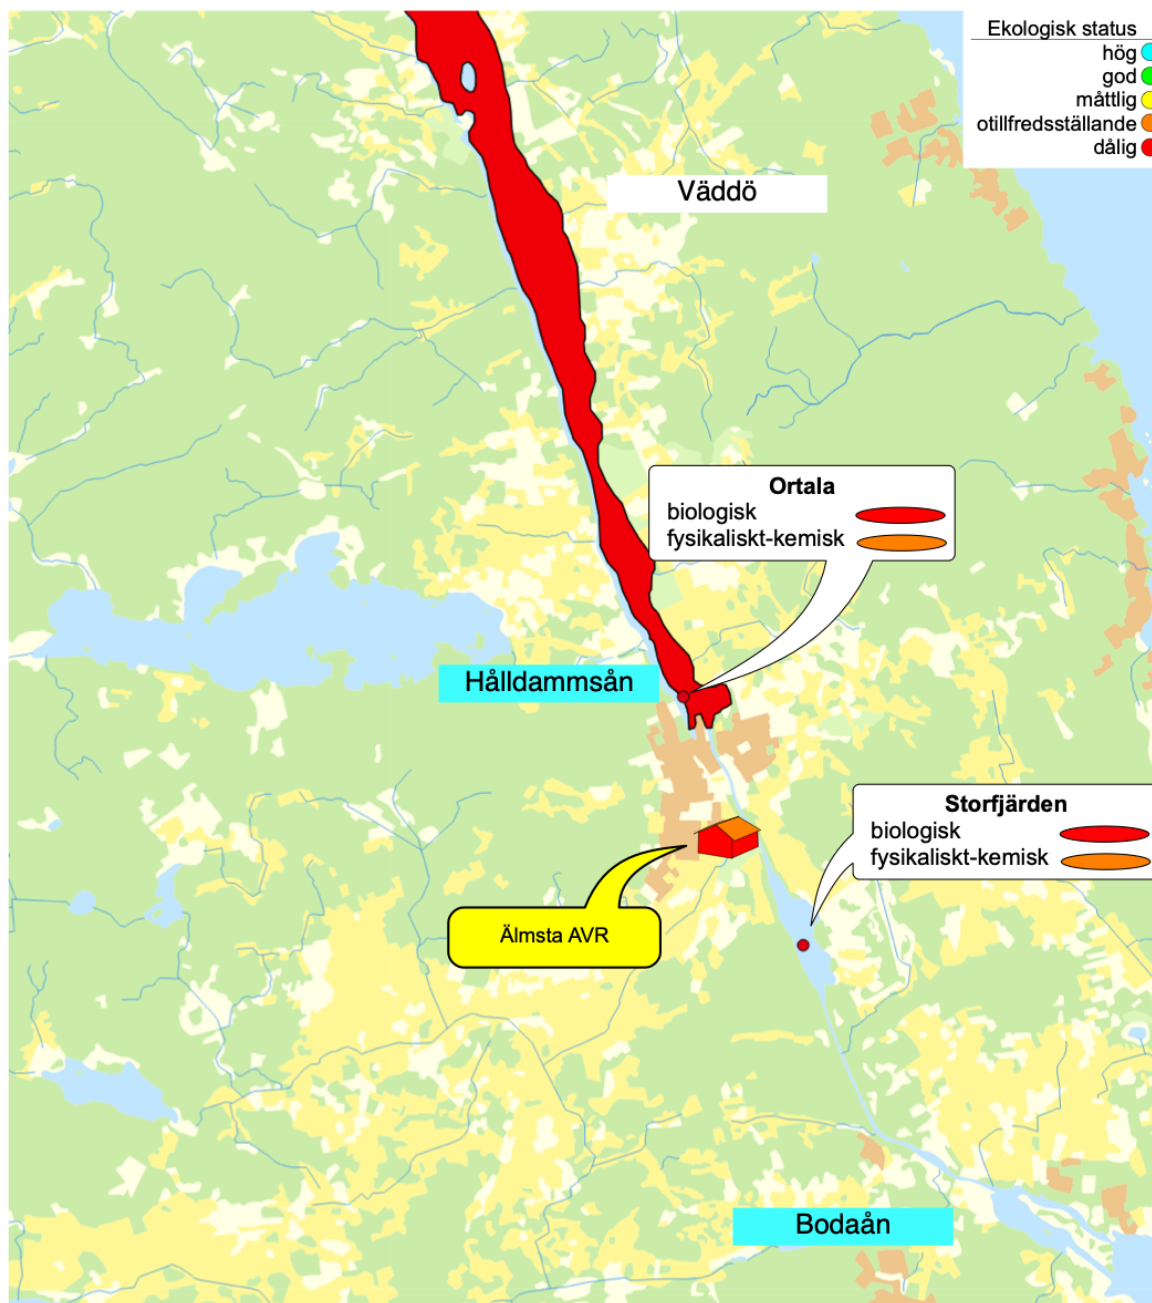 Ekologisk status
hög
god
måttlig
otillfredsställande
dålig
Väddö
Ortala
biologisk
fysikaliskt-kemisk
Hålldammsån
Storfjärden
biologisk
fysikaliskt-kemisk
Älmsta AVR
Bodaån